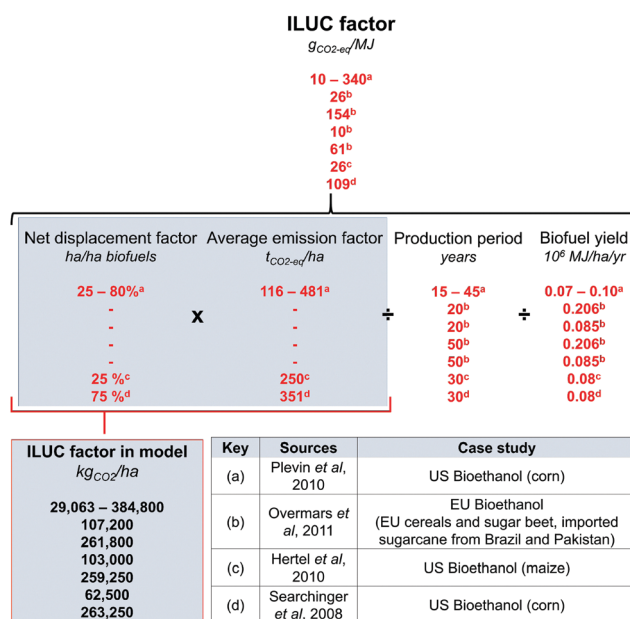 ILUC factor
gCO2-eq/MJ
10 – 340a
26b
154b
10b
61b
26c
109d
Net displacement factor Average emission factor Production period Biofuel yield
ha/ha biofuels tCO2-eq/ha years 10⁶ MJ/ha/yr
25 – 80%a 116 – 481a 15 – 45a 0.07 – 0.10a
- - 20b 0.206b
x ÷ ÷
- - 20b 0.085b
- - 50b 0.206b
- - 50b 0.085b
25 %c 250c 30c 0.08c
75 %d 351d 30d 0.08d
ILUC factor in model
kgCO2/ha
29,063 – 384,800
107,200
261,800
103,000
259,250
62,500
263,250
Key Sources Case study
(a) Plevin et al, 2010 US Bioethanol (corn)
(b) Overmars et al, 2011 EU Bioethanol
(EU cereals and sugar beet, imported
sugarcane from Brazil and Pakistan)
(c) Hertel et al, 2010 US Bioethanol (maize)
(d) Searchinger et al. 2008 US Bioethanol (corn)